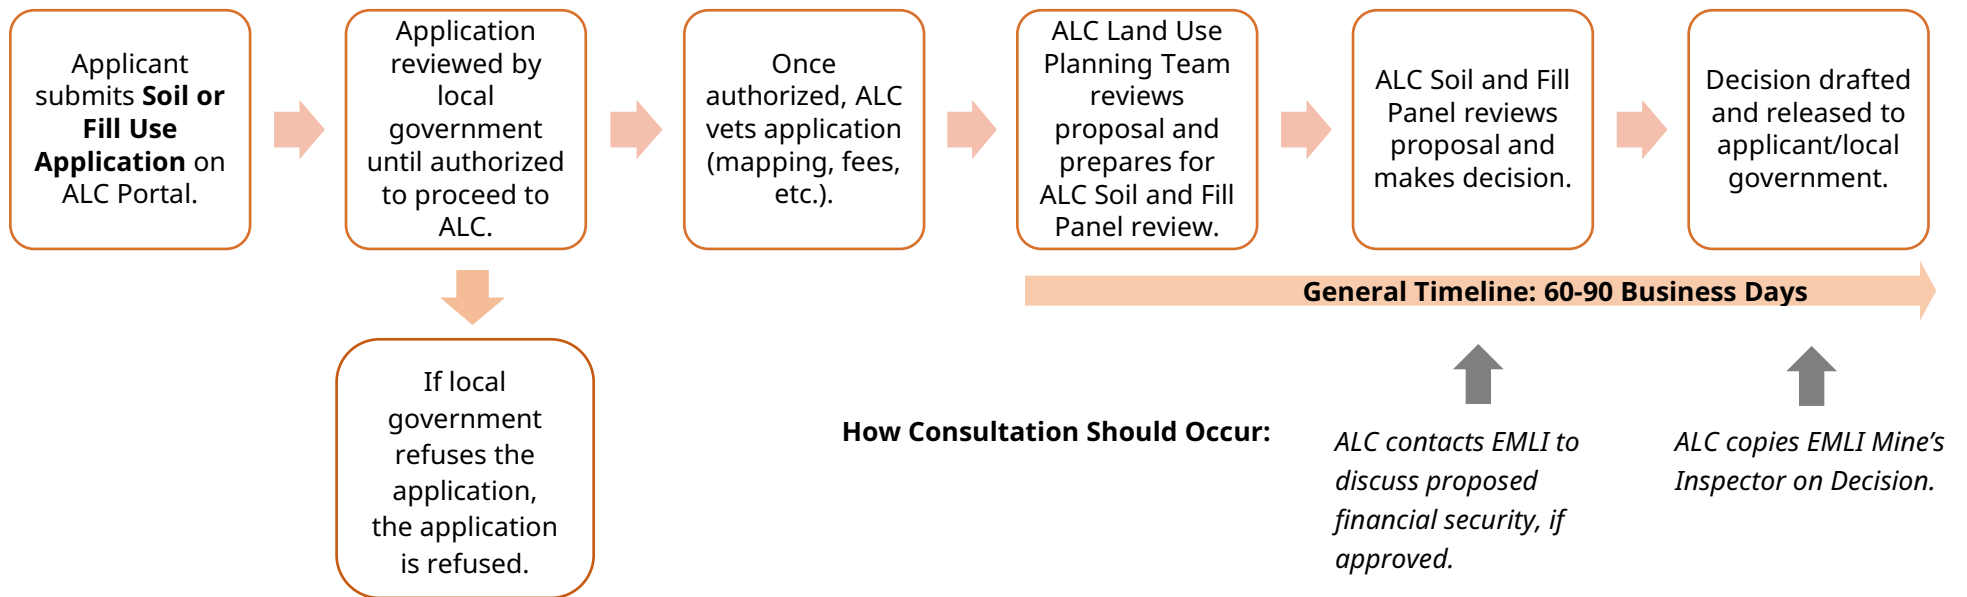 Applicant
submits Soil or
Fill Use
Application on
ALC Portal.
Application
reviewed by
local
government
until authorized
to proceed to
ALC.
Once
authorized, ALC
vets application
(mapping, fees,
etc.).
ALC Land Use
Planning Team
reviews
proposal and
prepares for
ALC Soil and Fill
Panel review.
ALC Soil and Fill
Panel reviews
proposal and
makes decision.
Decision drafted
and released to
applicant/local
government.
General Timeline: 60-90 Business Days
If local
government
refuses the
application,
the application
is refused.
How Consultation Should Occur:
ALC contacts EMLI to
discuss proposed
financial security, if
approved.
ALC copies EMLI Mine’s
Inspector on Decision.